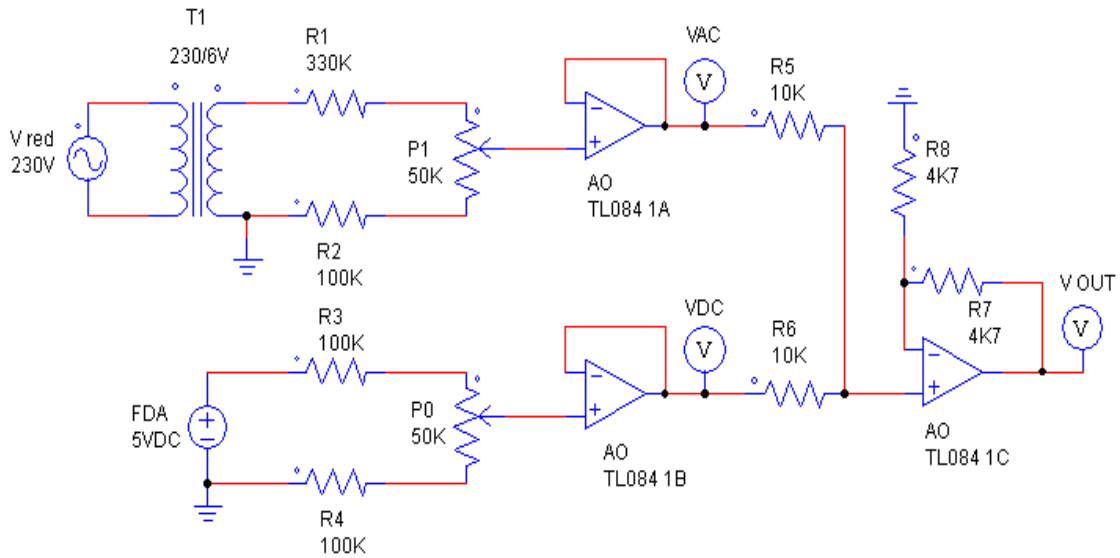 T1
230/6V
V red
230V
R1
330K
R2
100K
P1
50K
−
+
AO
TL084 1A
VAC
V
R5
10K
R8
4K7
R7
4K7
V OUT
V
FDA
5VDC
+
−
R3
100K
R4
100K
P0
50K
−
+
AO
TL084 1B
VDC
V
R6
10K
−
+
AO
TL084 1C